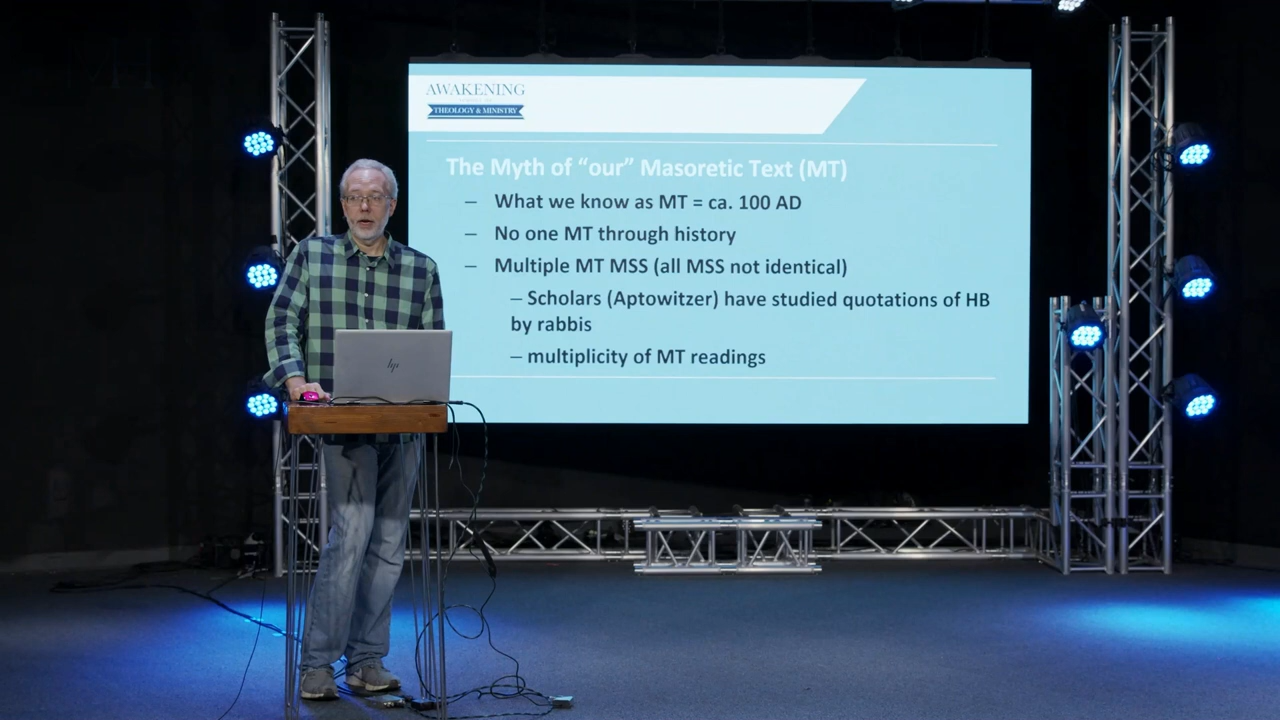 AWAKENING
THEOLOGY & MINISTRY
The Myth of “our” Masoretic Text (MT)
– What we know as MT = ca. 100 AD
– No one MT through history
– Multiple MT MSS (all MSS not identical)
– Scholars (Aptowitzer) have studied quotations of HB
by rabbis
– multiplicity of MT readings
hp